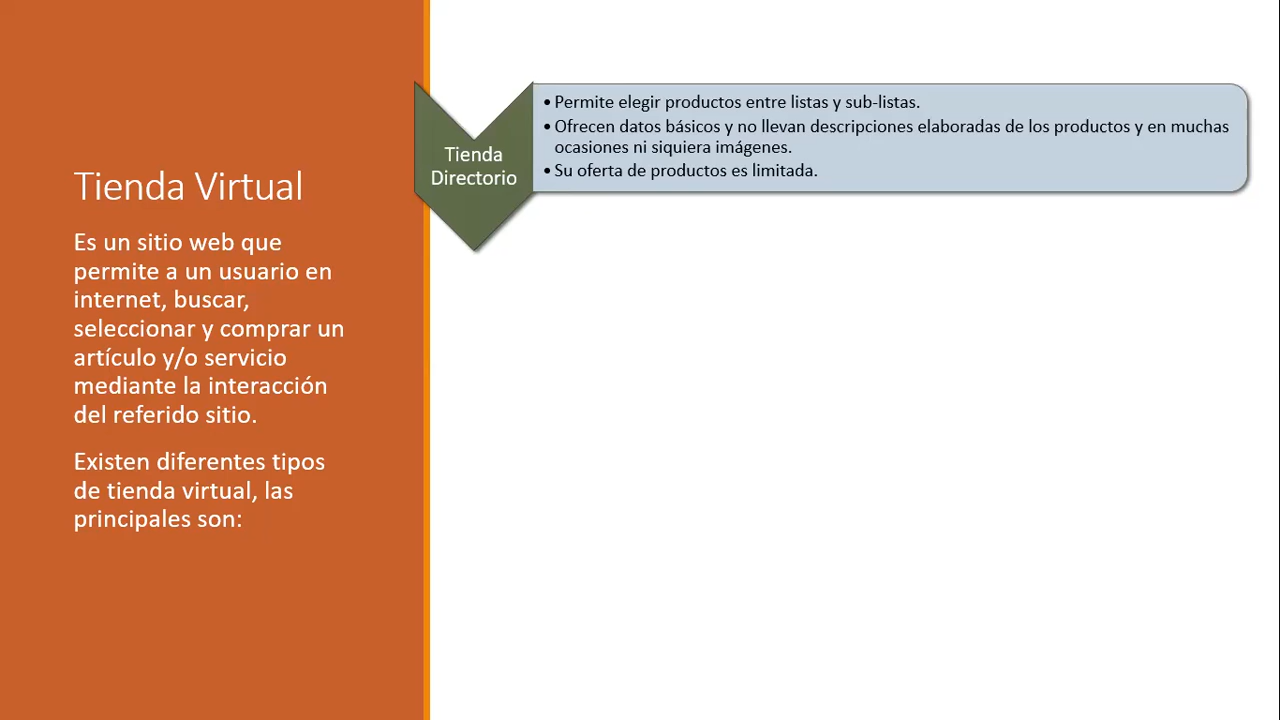 Tienda Virtual
Es un sitio web que
permite a un usuario en
internet, buscar,
seleccionar y comprar un
artículo y/o servicio
mediante la interacción
del referido sitio.
Existen diferentes tipos
de tienda virtual, las
principales son:
Tienda
Directorio
• Permite elegir productos entre listas y sub-listas.
• Ofrecen datos básicos y no llevan descripciones elaboradas de los productos y en muchas
ocasiones ni siquiera imágenes.
• Su oferta de productos es limitada.